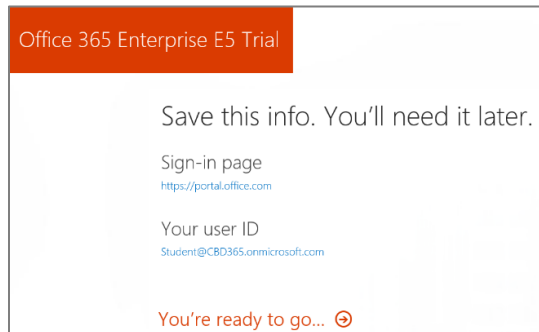 Office 365 Enterprise E5 Trial
Save this info. You'll need it later.
Sign-in page
https://portal.office.com
Your user ID
Student@CBD365.onmicrosoft.com
You're ready to go...